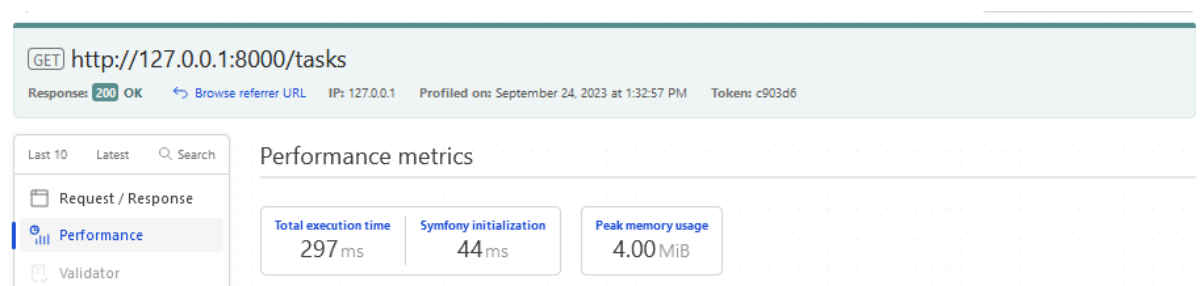 GET http://127.0.0.1:8000/tasks
Response: 200 OK Browse referrer URL IP: 127.0.0.1 Profiled on: September 24, 2023 at 1:32:57 PM Token: c903d6
Last 10 Latest Search
Performance metrics
Request / Response
Performance
Validator
Total execution time Symfony initialization Peak memory usage
297 ms 44 ms 4.00 MiB